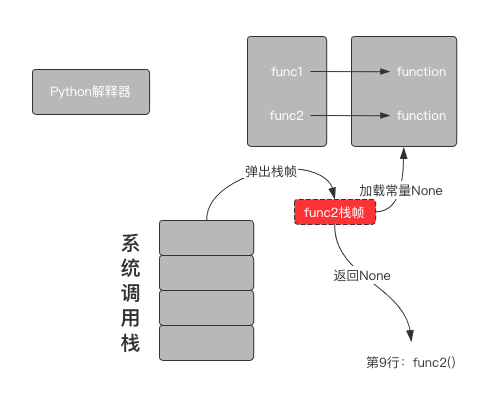 func1
function
Python解释器
func2
function
弹出栈帧
加载常量None
func2栈帧
系统调用栈
返回None
第9行：func2()